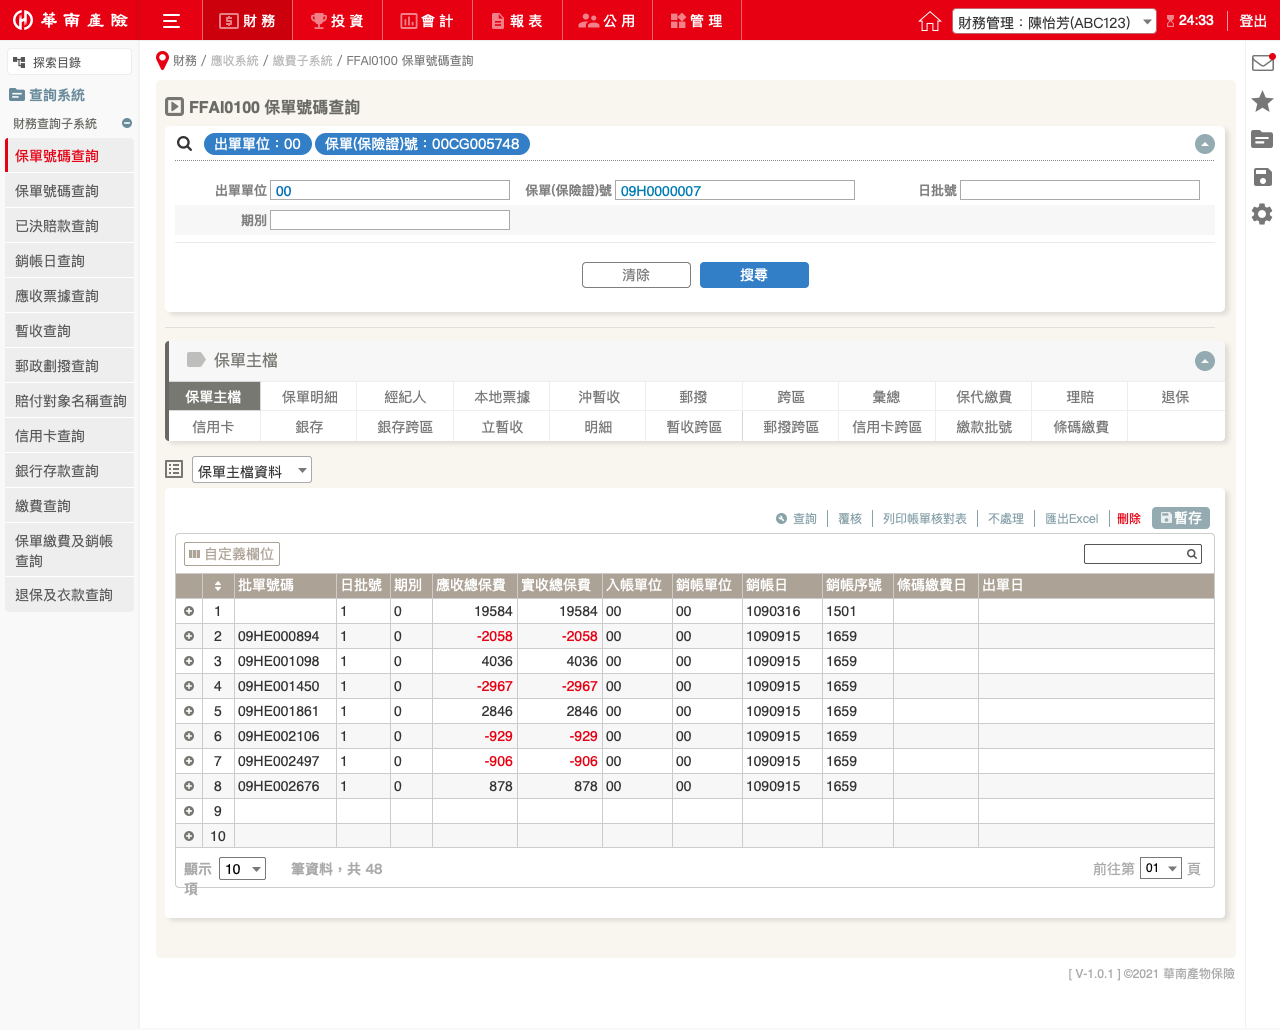 華南產險 財務 投資 會計 報表 公用 管理 財務管理：陳怡芳(ABC123) 24:33 登出
探索目錄
查詢系統
財務查詢子系統
保單號碼查詢
保單號碼查詢
已決賠款查詢
銷帳日查詢
應收票據查詢
暫收查詢
郵政劃撥查詢
賠付對象名稱查詢
信用卡查詢
銀行存款查詢
繳費查詢
保單繳費及銷帳
查詢
退保及衣款查詢
財務 / 應收系統 / 繳費子系統 / FFAI0100 保單號碼查詢
FFAI0100 保單號碼查詢
出單單位：00 保單(保險證)號：00CG005748
出單單位 00 保單(保險證)號 09H0000007 日批號
期別
清除 搜尋
保單主檔
保單主檔 保單明細 經紀人 本地票據 沖暫收 郵撥 跨區 彙總 保代繳費 理賠 退保
信用卡 銀存 銀存跨區 立暫收 明細 暫收跨區 郵撥跨區 信用卡跨區 繳款批號 條碼繳費
保單主檔資料
查詢 覆核 列印帳單核對表 不處理 匯出Excel 刪除 暫存
自定義欄位
批單號碼 日批號 期別 應收總保費 實收總保費 入帳單位 銷帳單位 銷帳日 銷帳序號 條碼繳費日 出單日
1 1 0 19584 19584 00 00 1090316 1501
2 09HE000894 1 0 -2058 -2058 00 00 1090915 1659
3 09HE001098 1 0 4036 4036 00 00 1090915 1659
4 09HE001450 1 0 -2967 -2967 00 00 1090915 1659
5 09HE001861 1 0 2846 2846 00 00 1090915 1659
6 09HE002106 1 0 -929 -929 00 00 1090915 1659
7 09HE002497 1 0 -906 -906 00 00 1090915 1659
8 09HE002676 1 0 878 878 00 00 1090915 1659
9
10
顯示 10 筆資料，共 48 前往第 01 頁
項
[ V-1.0.1 ] ©2021 華南產物保險